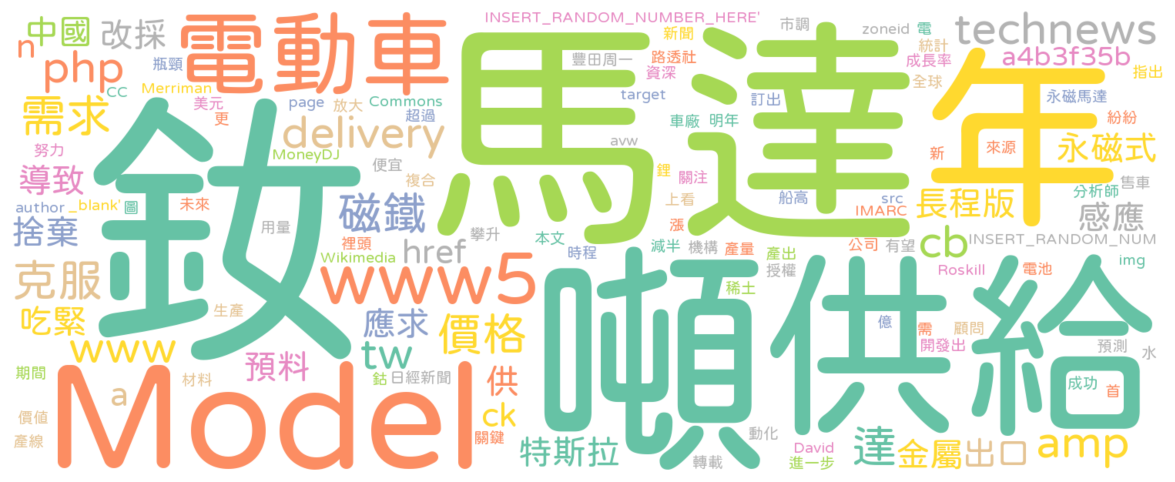 INSERT_RANDOM_NUMBER_HERE'
市調
zoneid
電
technews
中國
改採
電動車
新聞
統計
n
php
瓶頸
豐田周一
路透社
成長率
a4b3f35b
馬達
年
CC
Merriman
資深
全球
指出
需求
美元
page
放大
Commons
target
訂出
永磁馬達
更
超過
車廠
明年
紛紛
釹
delivery
avw
新
來源
永磁式
努力
MoneyDJ
便宜
鋰
關注
導致
複合
上看
船高
src
分析師
售車
author
_blank'
圖
未來
磁鐵
漲
IMARC
長程版
感應
捨棄
用量
裡頭
href
攀升
本文
減半
機構
產量
公司
有望
cb
INSERT_RANDOM_NUM
克服
Wikimedia
www5
時程
噸
產出
授權
供給
Roskill
電池
img
稀土
吃緊
生產
應求
價格
億
需
顧問
www
tw
開發出
預測
水
期間
預料
材料
鈷
日經新聞
供
成功
首
Model
a
ck
價值
關鍵
動化
產線
特斯拉
David
達
金屬
出口
amp
轉載
進一步